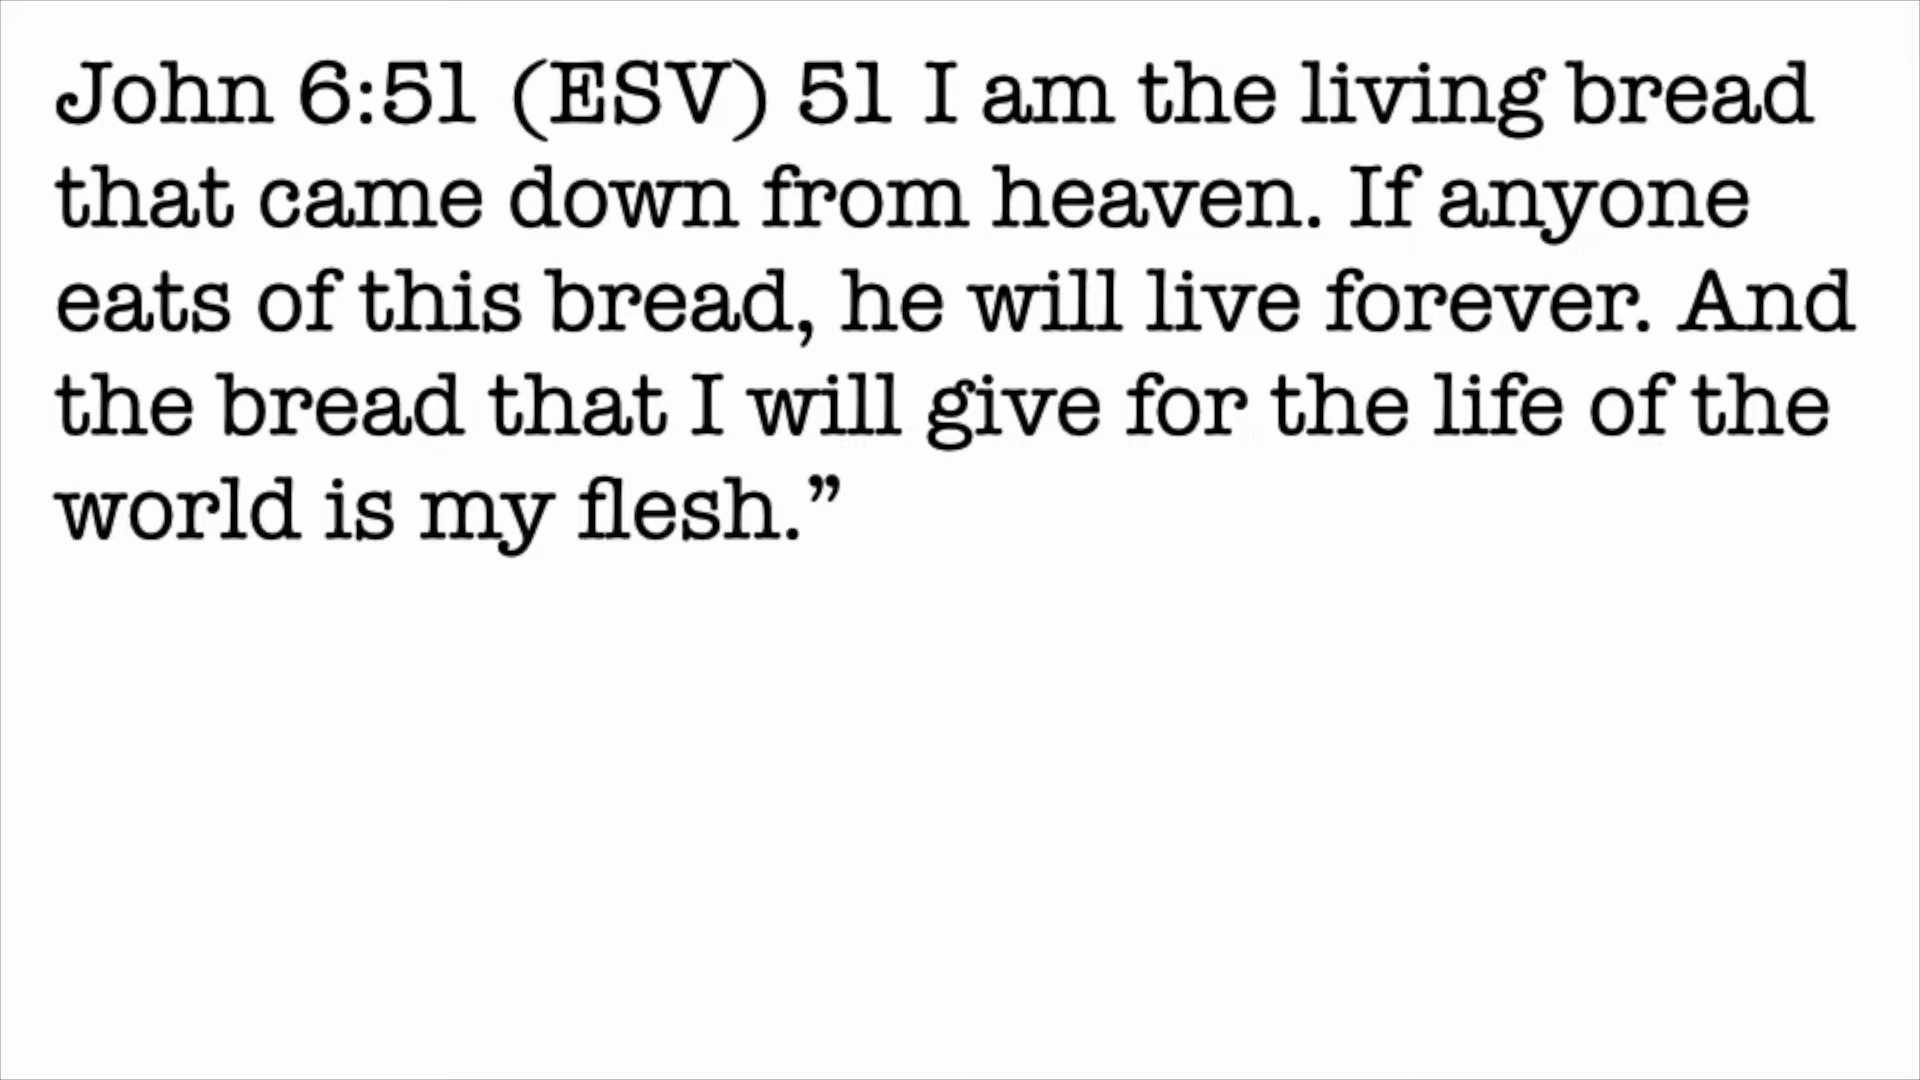 John 6:51 (ESV) 51 I am the living bread
that came down from heaven. If anyone
eats of this bread, he will live forever. And
the bread that I will give for the life of the
world is my flesh.”